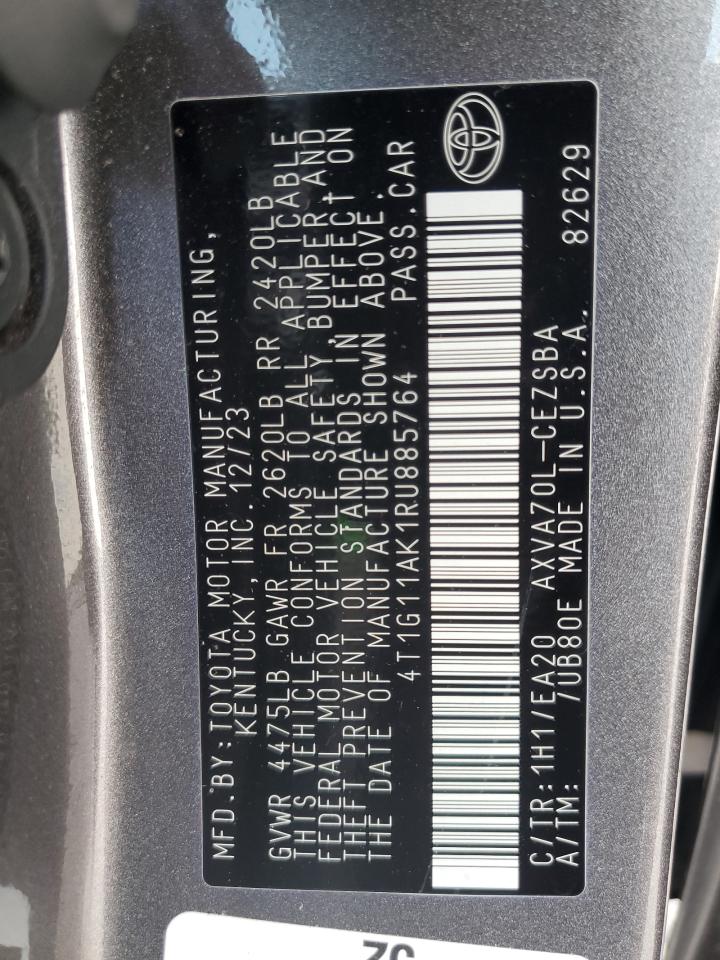 MFD.BY:TOYOTA MOTOR MANUFACTURING,
KENTUCKY,INC.12/23
GVWR 4475LB GAWR FR 2620LB RR 2420LB
THIS VEHICLE CONFORMS TO ALL APPLICABLE
FEDERAL MOTOR VEHICLE SAFETY, BUMPER, AND
THEFT PREVENTION STANDARDS IN EFFECT ON
THE DATE OF MANUFACTURE SHOWN ABOVE.
4T1G11AK1RU885764 PASS.CAR
C/TR:1H1/EA20 AXVA70L-CEZSBA
A/TM: /UB80E MADE IN U.S.A. 82629